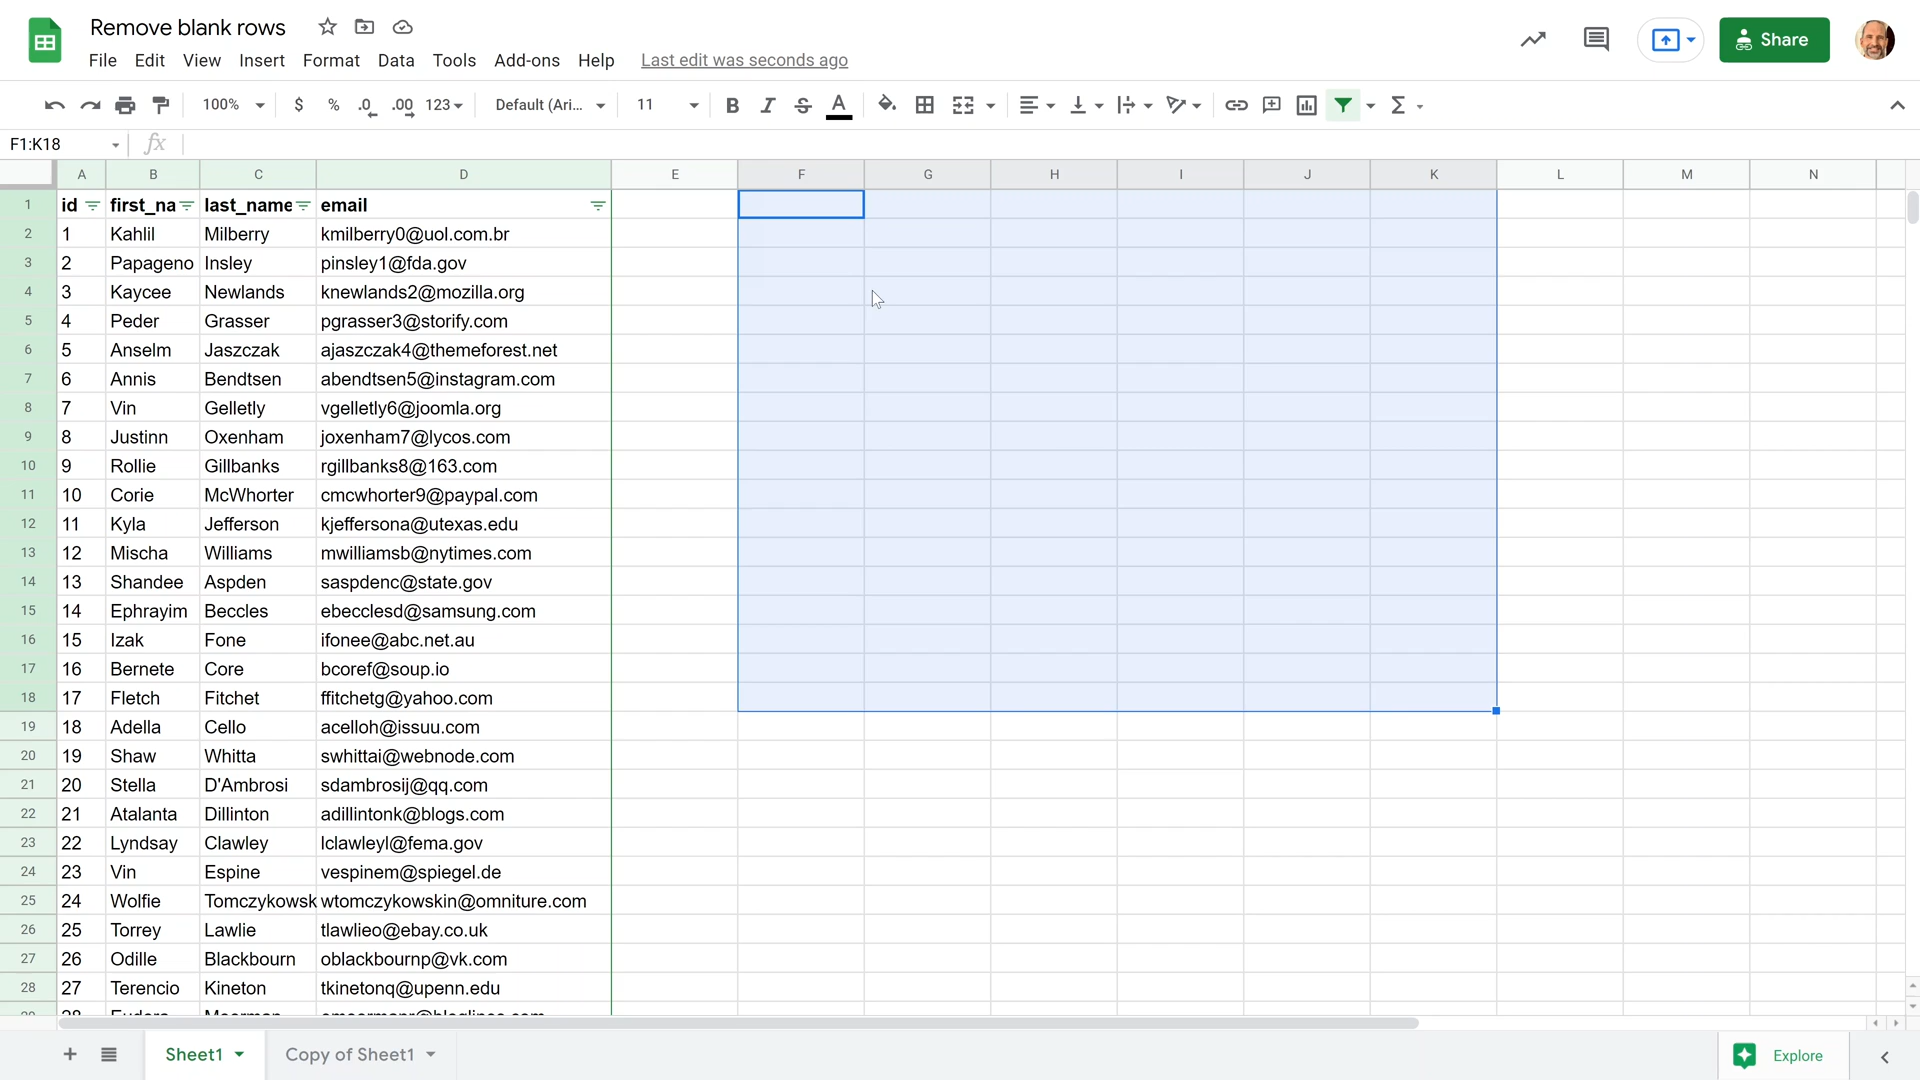 Remove blank rows
File Edit View Insert Format Data Tools Add-ons Help Last edit was seconds ago
Share
100% $ % .0 .00 123 Default (Ari... 11 B I S A Σ
F1:K18 fx
A B C D E F G H I J K L M N
1 id first_na last_name email
2 1 Kahlil Milberry kmilberry0@uol.com.br
3 2 Papageno Insley pinsley1@fda.gov
4 3 Kaycee Newlands knewlands2@mozilla.org
5 4 Peder Grasser pgrasser3@storify.com
6 5 Anselm Jaszczak ajaszczak4@themeforest.net
7 6 Annis Bendtsen abendtsen5@instagram.com
8 7 Vin Gelletly vgelletly6@joomla.org
9 8 Justinn Oxenham joxenham7@lycos.com
10 9 Rollie Gillbanks rgillbanks8@163.com
11 10 Corie McWhorter cmcwhorter9@paypal.com
12 11 Kyla Jefferson kjeffersona@utexas.edu
13 12 Mischa Williams mwilliamsb@nytimes.com
14 13 Shandee Aspden saspdenc@state.gov
15 14 Ephrayim Beccles ebecclesd@samsung.com
16 15 Izak Fone ifonee@abc.net.au
17 16 Bernete Core bcoref@soup.io
18 17 Fletch Fitchet ffitchetg@yahoo.com
19 18 Adella Cello acelloh@issuu.com
20 19 Shaw Whitta swhittai@webnode.com
21 20 Stella D'Ambrosi sdambrosij@qq.com
22 21 Atalanta Dillinton adillintonk@blogs.com
23 22 Lyndsay Clawley lclawleyl@fema.gov
24 23 Vin Espine vespinem@spiegel.de
25 24 Wolfie Tomczykowsk wtomczykowskin@omniture.com
26 25 Torrey Lawlie tlawlieo@ebay.co.uk
27 26 Odille Blackbourn oblackbournp@vk.com
28 27 Terencio Kineton tkinetonq@upenn.edu
Sheet1 Copy of Sheet1 Explore